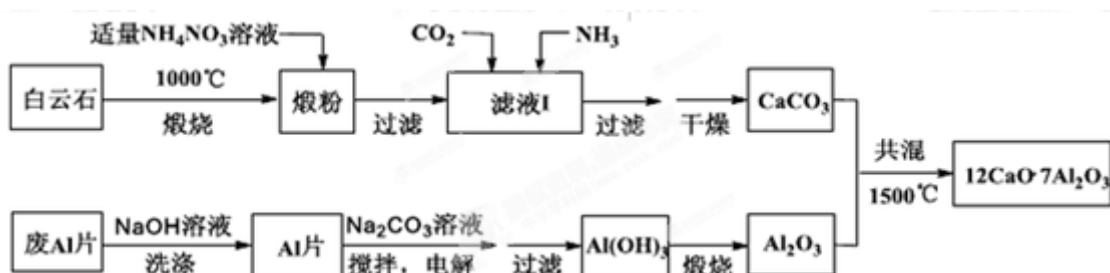 适量NH₄NO₃溶液
CO₂
NH₃
白云石
1000℃
煅烧
煅粉
过滤
滤液I
过滤
干燥
CaCO₃
共混
1500℃
12CaO·7Al₂O₃
废Al片
NaOH溶液
洗涤
Al片
Na₂CO₃溶液
搅拌，电解
过滤
Al(OH)₃
煅烧
Al₂O₃